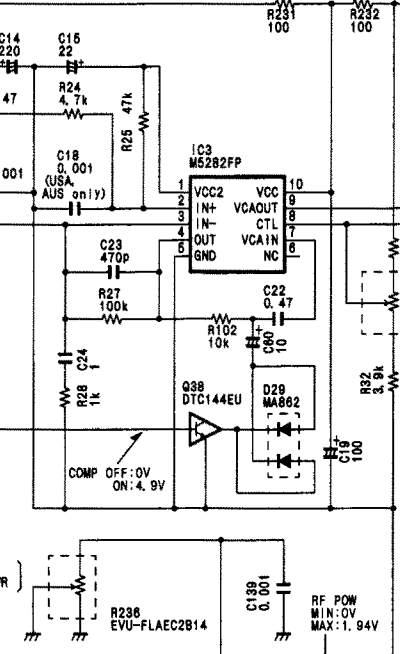 R231
100
R232
100
C14
220
C15
22
R24
4.7k
47
47k
R25
IC3
M5282FP
C18
0.001
(USA,
AUS only)
001
1 VCC2 VCC 10
2 IN+ VCAOUT 9
3 IN- CTL 8
4 OUT VCAIN 7
5 GND NC 6
C23
470p
R27
100k
C22
0.47
R102
10k
C60
10
C24
1
R28
1k
R32
3.9k
Q38
DTC144EU
D29
MA862
C19
100
COMP OFF:0V
ON:4.9V
R236
EVU-FLAEC2B14
C139
0.001
RF POW
MIN:0V
MAX:1.94V